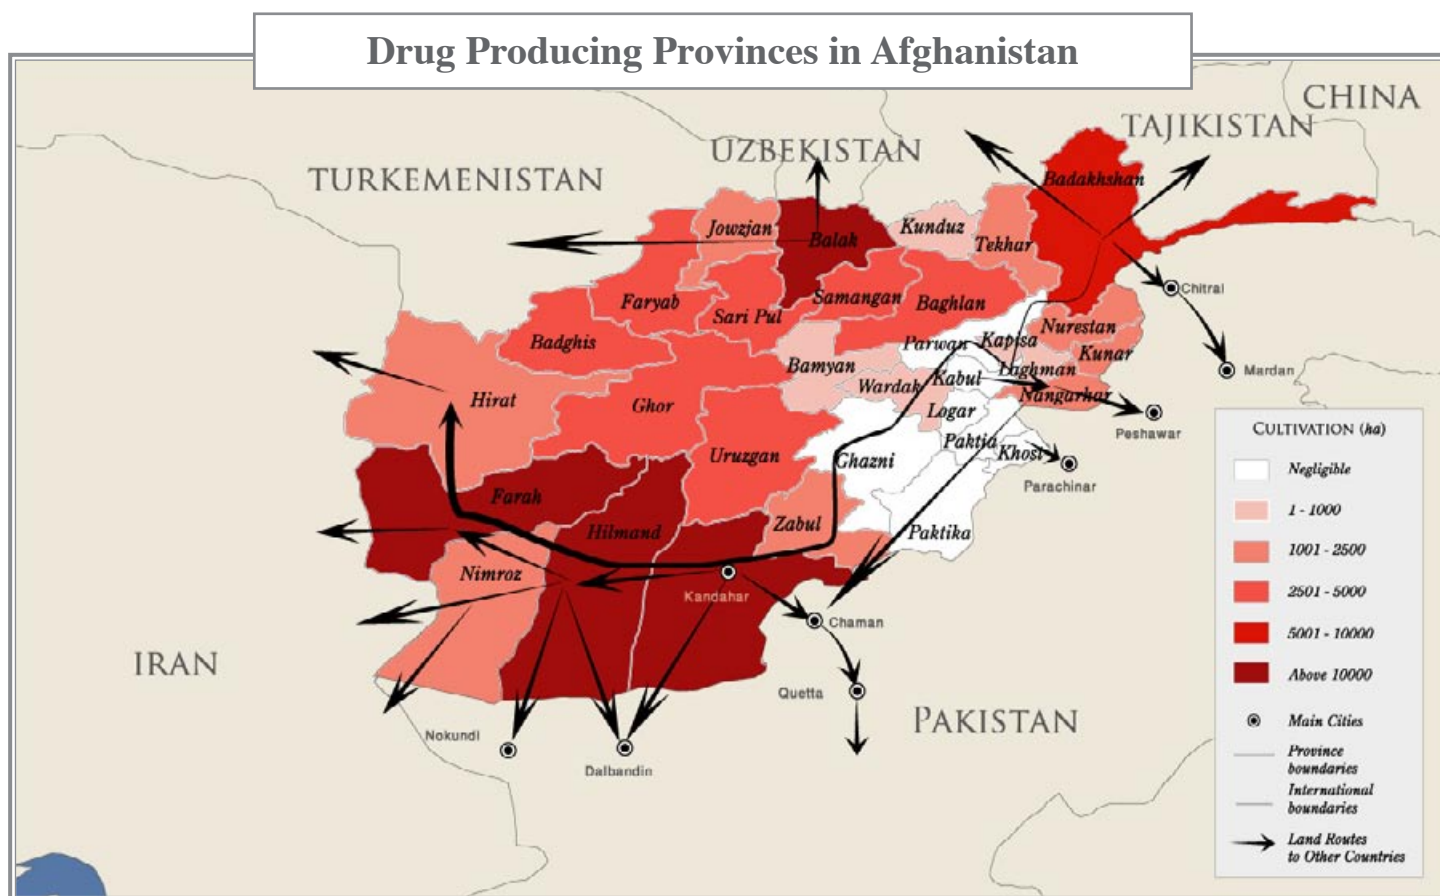 Drug Producing Provinces in Afghanistan
CHINA
TAJIKISTAN
UZBEKISTAN
TURKEMENISTAN
Badakhshan
Jowzjan
Balak
Kunduz
Tekhar
Chitral
Faryab
Sari Pul
Samangan
Baghlan
Nurestan
Badghis
Parwan
Kapisa
Kunar
Bamyan
Laghman
Mardan
Wardak
Kabul
Nangarhar
Hirat
Ghor
Logar
Peshawar
Uruzgan
Ghazni
Paktia
Khost
Parachinar
Farah
Hilmand
Zabul
Paktika
Nimroz
Kandahar
Chaman
IRAN
Quetta
PAKISTAN
Nokundi
Dalbandin
CULTIVATION (ha)
Negligible
1 - 1000
1001 - 2500
2501 - 5000
5001 - 10000
Above 10000
Main Cities
Province
boundaries
International
boundaries
Land Routes
to Other Countries